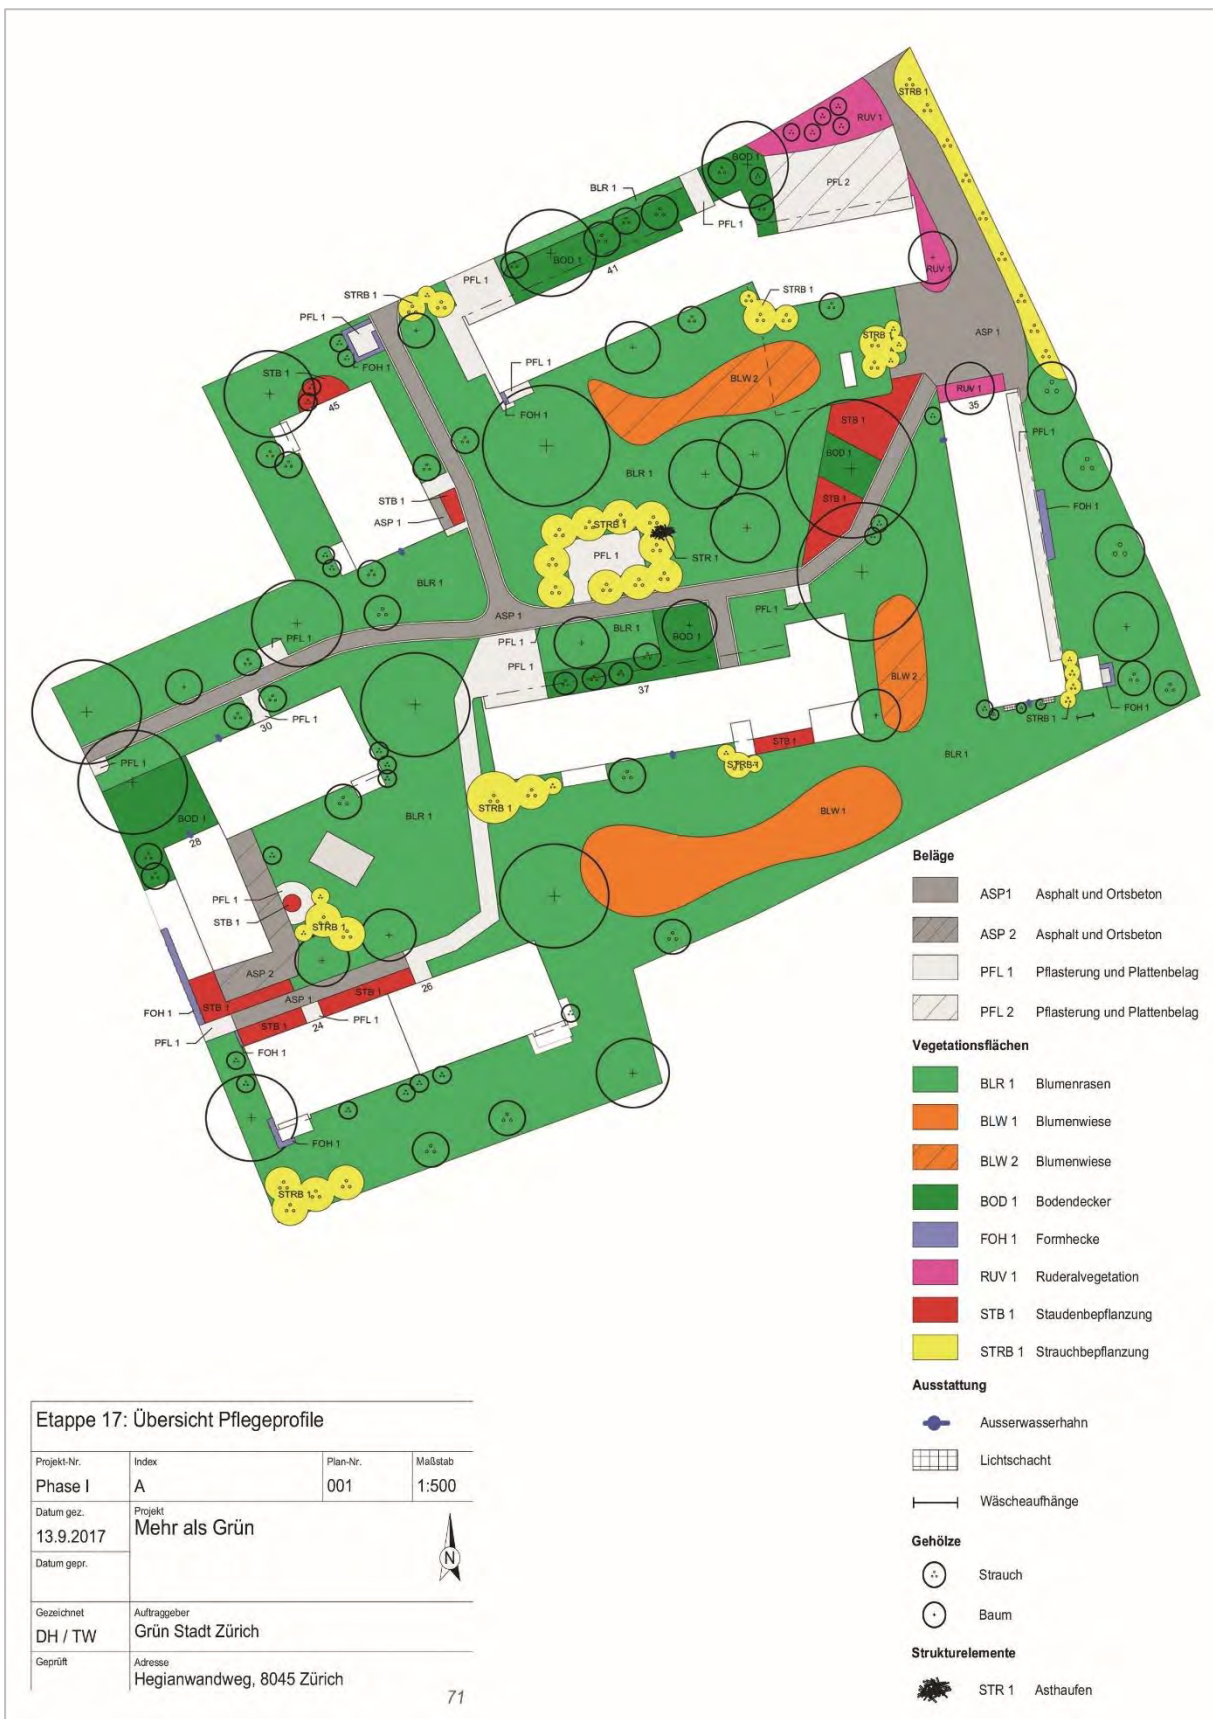 STRB 1
RUV 1
BOD 1
PFL 2
BLR 1
PFL 1
BOD 1
41
RUV 1
PFL 1
STRB 1
STRB 1
PFL 1
ASP 1
STRB 1
PFL 1
FOH 1
STB 1
BLW 2
45
FOH 1
RUV 1
35
STB 1
PFL 1
BOD 1
BLR 1
STB 1
STB 1
ASP 1
FOH 1
STRB 1
PFL 1
STR 1
BLR 1
ASP 1
PFL 1
BLR 1
BOD 1
PFL 1
PFL 1
PFL 1
37
BLW 2
FOH 1
STRB 1
30
PFL 1
STB 1
STRB 1
BLR 1
PFL 1
STRB 1
BLW 1
BOD 1
28
BLR 1
PFL 1
STB 1
STRB 1
ASP 2
26
STB 1
ASP 1
STB 1
FOH 1
STB 1
24
PFL 1
PFL 1
FOH 1
FOH 1
STRB 1
Beläge
ASP1 Asphalt und Ortsbeton
ASP 2 Asphalt und Ortsbeton
PFL 1 Pflasterung und Plattenbelag
PFL 2 Pflasterung und Plattenbelag
Vegetationsflächen
BLR 1 Blumenrasen
BLW 1 Blumenwiese
BLW 2 Blumenwiese
BOD 1 Bodendecker
FOH 1 Formhecke
RUV 1 Ruderalvegetation
STB 1 Staudenbepflanzung
STRB 1 Strauchbepflanzung
Ausstattung
Ausserwasserhahn
Lichtschacht
Wäscheaufhänge
Gehölze
Strauch
Baum
Strukturelemente
STR 1 Asthaufen
Etappe 17: Übersicht Pflegeprofile
Projekt-Nr. Index Plan-Nr. Maßstab
Phase I A 001 1:500
Datum gez. Projekt
13.9.2017 Mehr als Grün
Datum gepr.
N
Gezeichnet Auftraggeber
DH / TW Grün Stadt Zürich
Geprüft Adresse
Hegianwandweg, 8045 Zürich
71